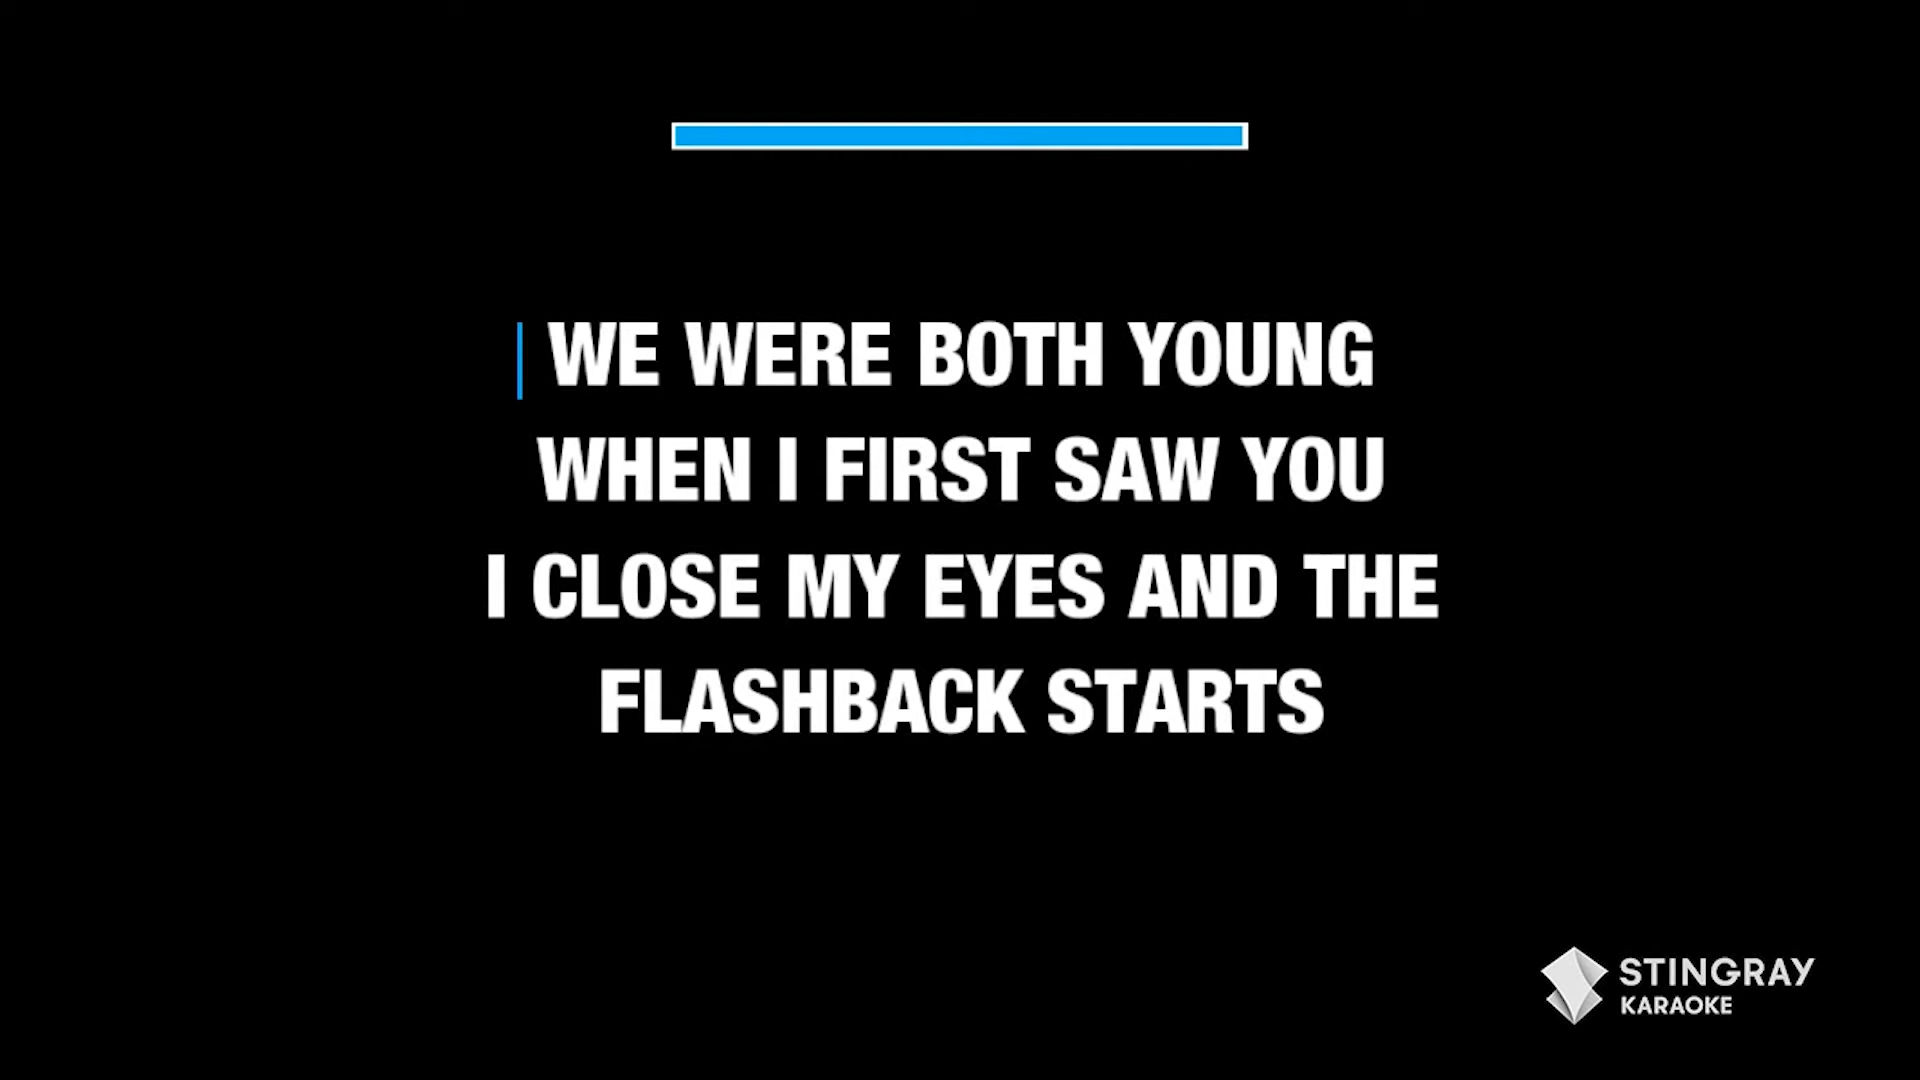 WE WERE BOTH YOUNG
WHEN I FIRST SAW YOU
I CLOSE MY EYES AND THE
FLASHBACK STARTS
STINGRAY
KARAOKE